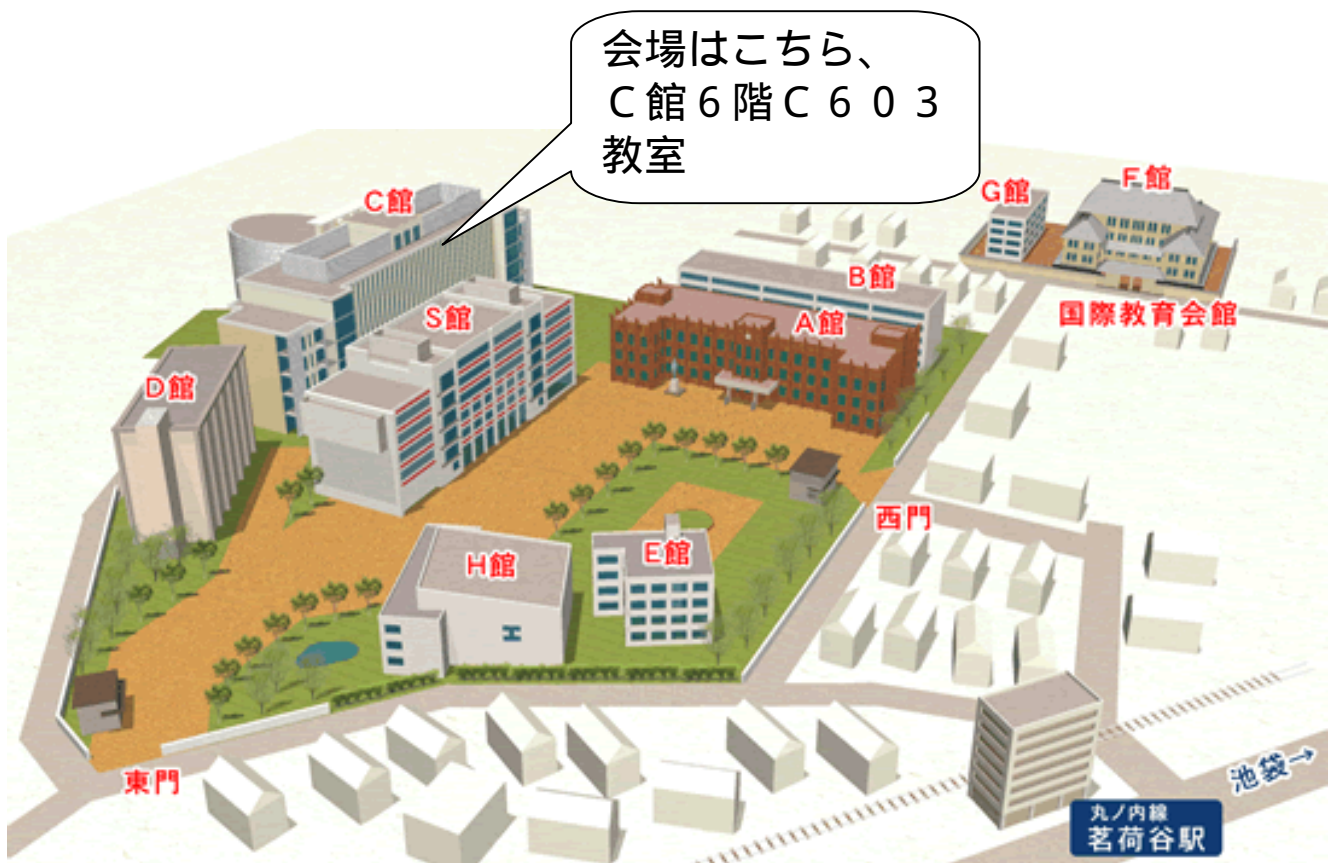 会場はこちら、
C館6階C603
教室
C館
G館
F館
B館
S館
A館
国際教育会館
D館
西門
H館
E館
東門
池袋→
丸ノ内線
茗荷谷駅